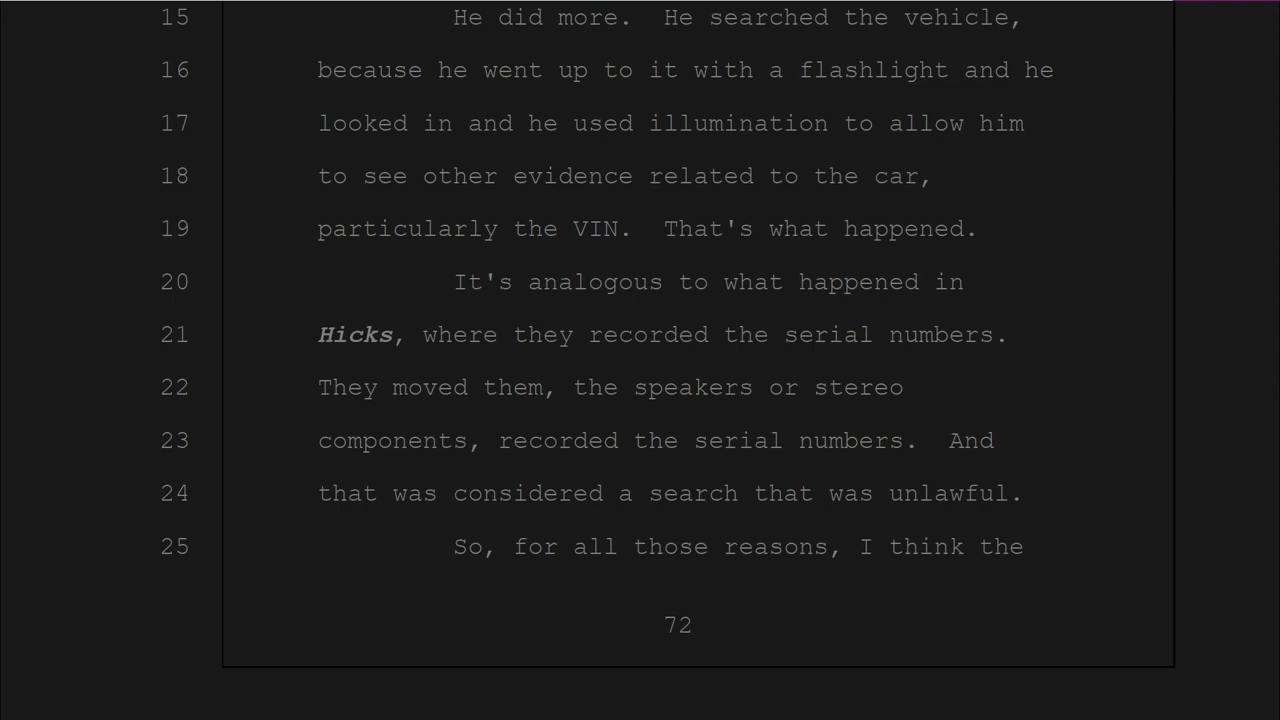 15 He did more. He searched the vehicle,
16 because he went up to it with a flashlight and he
17 looked in and he used illumination to allow him
18 to see other evidence related to the car,
19 particularly the VIN. That's what happened.
20 It's analogous to what happened in
21 Hicks, where they recorded the serial numbers.
22 They moved them, the speakers or stereo
23 components, recorded the serial numbers. And
24 that was considered a search that was unlawful.
25 So, for all those reasons, I think the
72